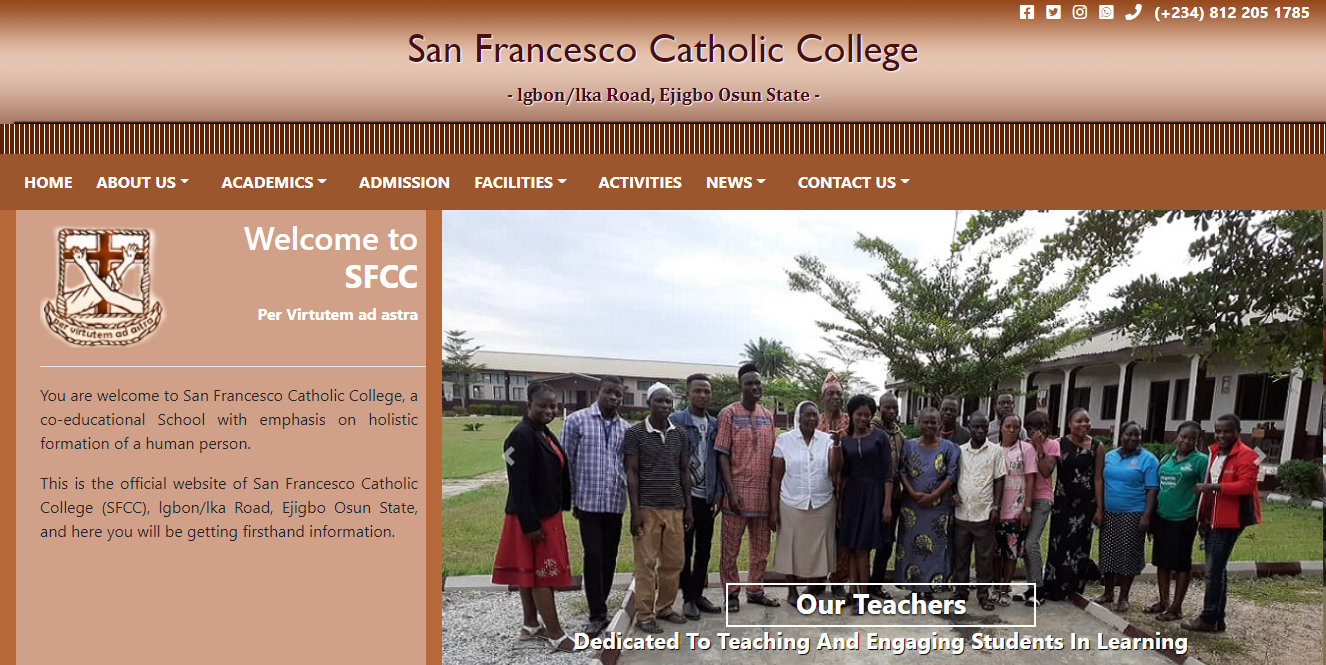 (+234) 812 205 1785
San Francesco Catholic College
- Igbon/Ika Road, Ejigbo Osun State -
HOME ABOUT US ACADEMICS ADMISSION FACILITIES ACTIVITIES NEWS CONTACT US
per virtutem ad astra
Welcome to
SFCC
Per Virtutem ad astra
You are welcome to San Francesco Catholic College, a
co-educational School with emphasis on holistic
formation of a human person.
This is the official website of San Francesco Catholic
College (SFCC), Igbon/Ika Road, Ejigbo Osun State,
and here you will be getting firsthand information.
Our Teachers
Dedicated To Teaching And Engaging Students In Learning